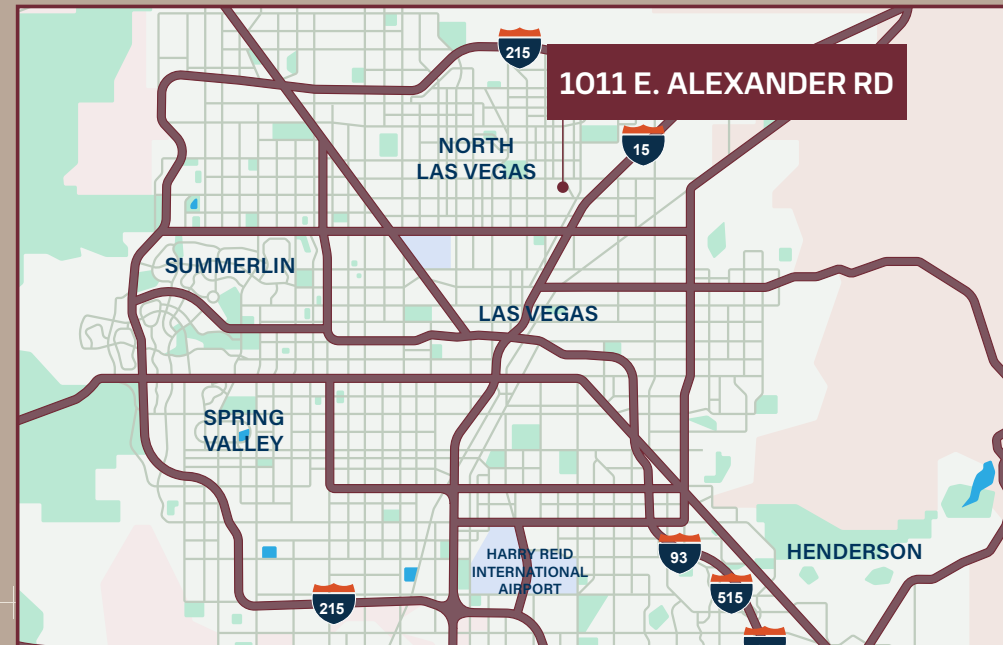 215
1011 E. ALEXANDER RD
15
NORTH
LAS VEGAS
SUMMERLIN
LAS VEGAS
SPRING
VALLEY
HARRY REID
INTERNATIONAL
AIRPORT
93
HENDERSON
515
215